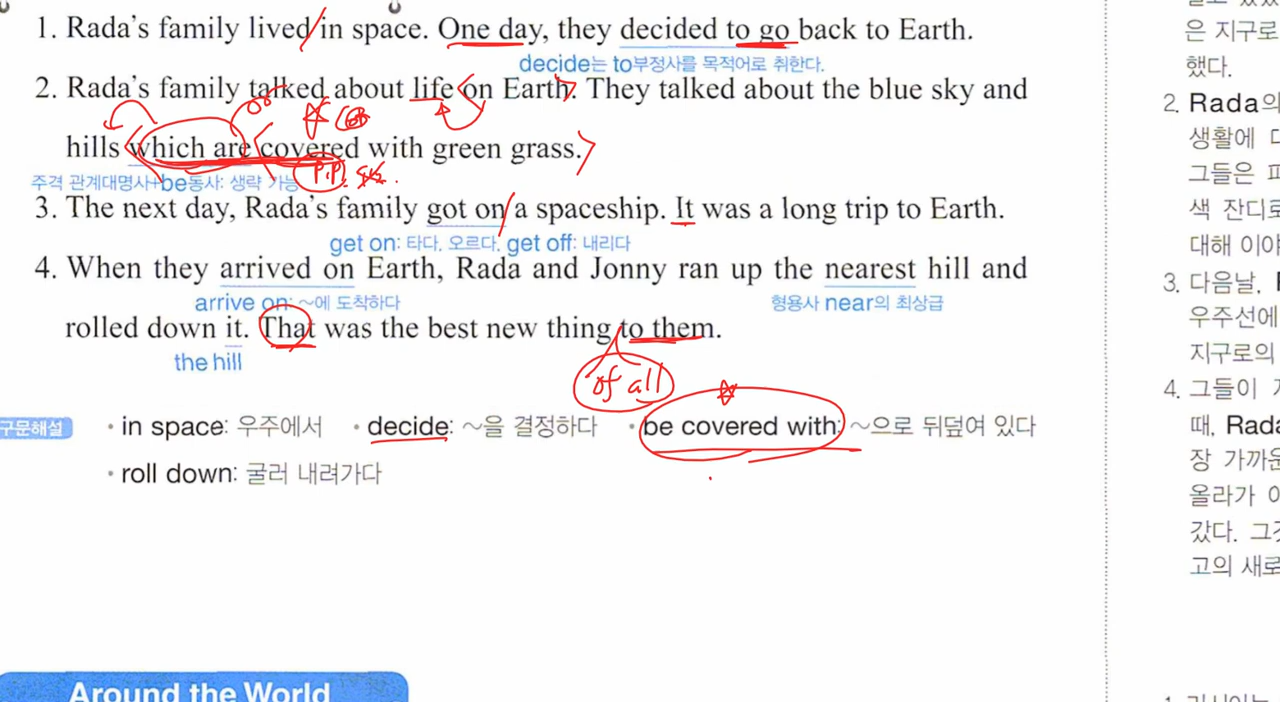 1. Rada's family lived in space. One day, they decided to go back to Earth.
decide는 to부정사를 목적어로 취한다.
2. Rada's family talked about life on Earth. They talked about the blue sky and
hills which are covered with green grass.
주격 관계대명사+be동사: 생략 가능
P.P.
3. The next day, Rada's family got on a spaceship. It was a long trip to Earth.
get on: 타다, 오르다, get off: 내리다
4. When they arrived on Earth, Rada and Jonny ran up the nearest hill and
arrive on: ~에 도착하다
형용사 near의 최상급
rolled down it. That was the best new thing to them.
the hill
of all
구문해설
• in space: 우주에서 • decide: ~을 결정하다 • be covered with: ~으로 뒤덮여 있다
• roll down: 굴러 내려가다
Around the World
은 지구로
했다.
2. Rada의
생활에
그들은
색 잔디로
대해
3. 다음날,
우주선에
지구로의
4. 그들이
때, Rada
장 가까운
올라가
갔다.
고의 새로